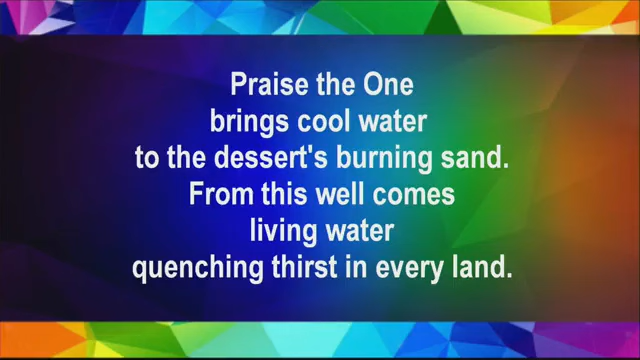 Praise the One
brings cool water
to the dessert's burning sand.
From this well comes
living water
quenching thirst in every land.